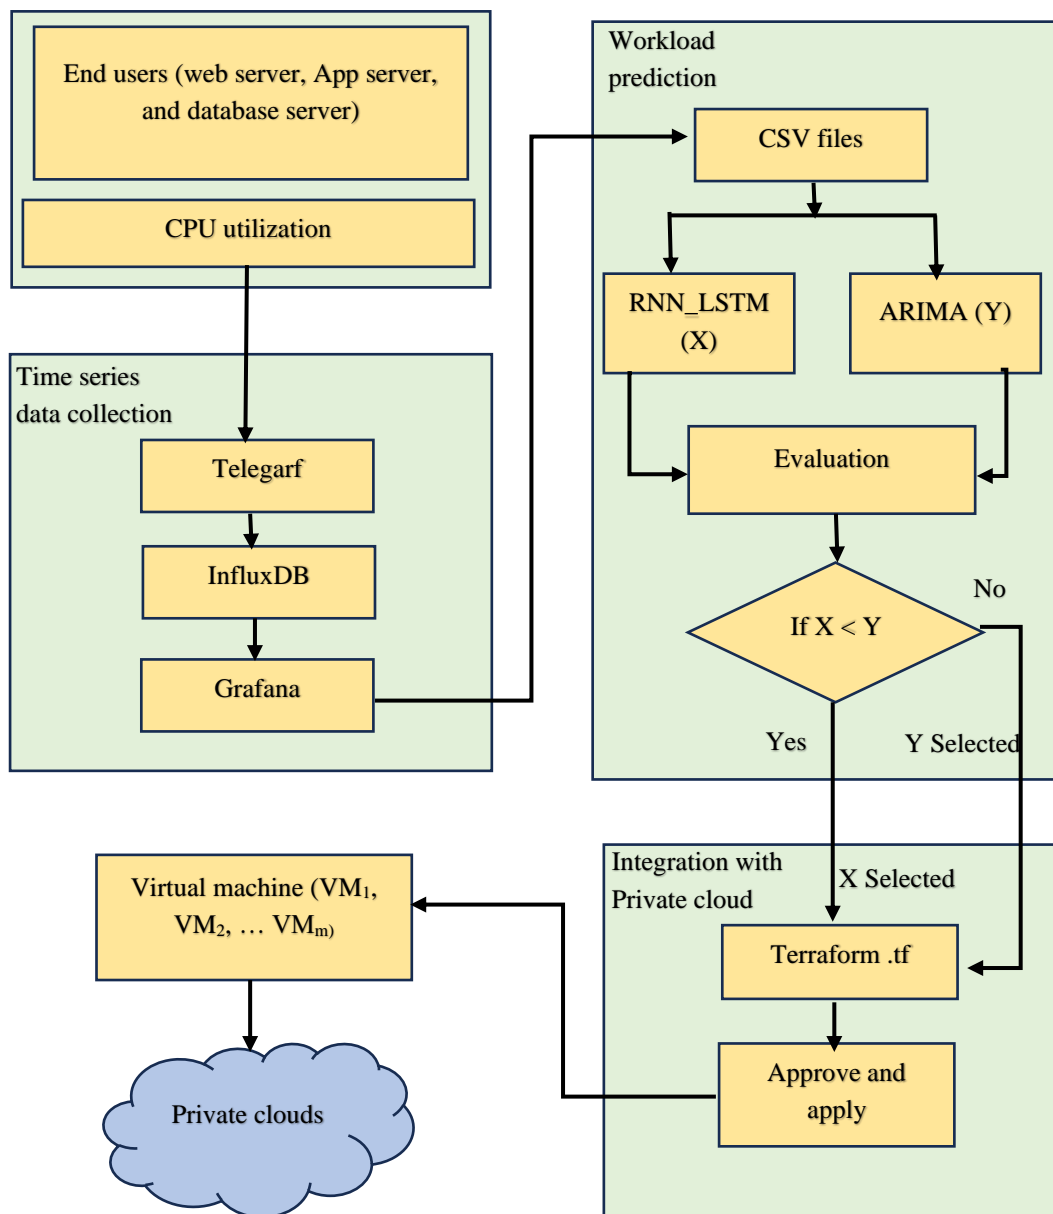 End users (web server, App server,
and database server)
CPU utilization
Time series
data collection
Telegarf
InfluxDB
Grafana
Workload
prediction
CSV files
RNN_LSTM
(X)
ARIMA (Y)
Evaluation
If X < Y
No
Yes
Y Selected
Integration with
Private cloud
X Selected
Terraform .tf
Approve and
apply
Virtual machine (VM₁,
VM₂, … VMₘ₎
Private clouds